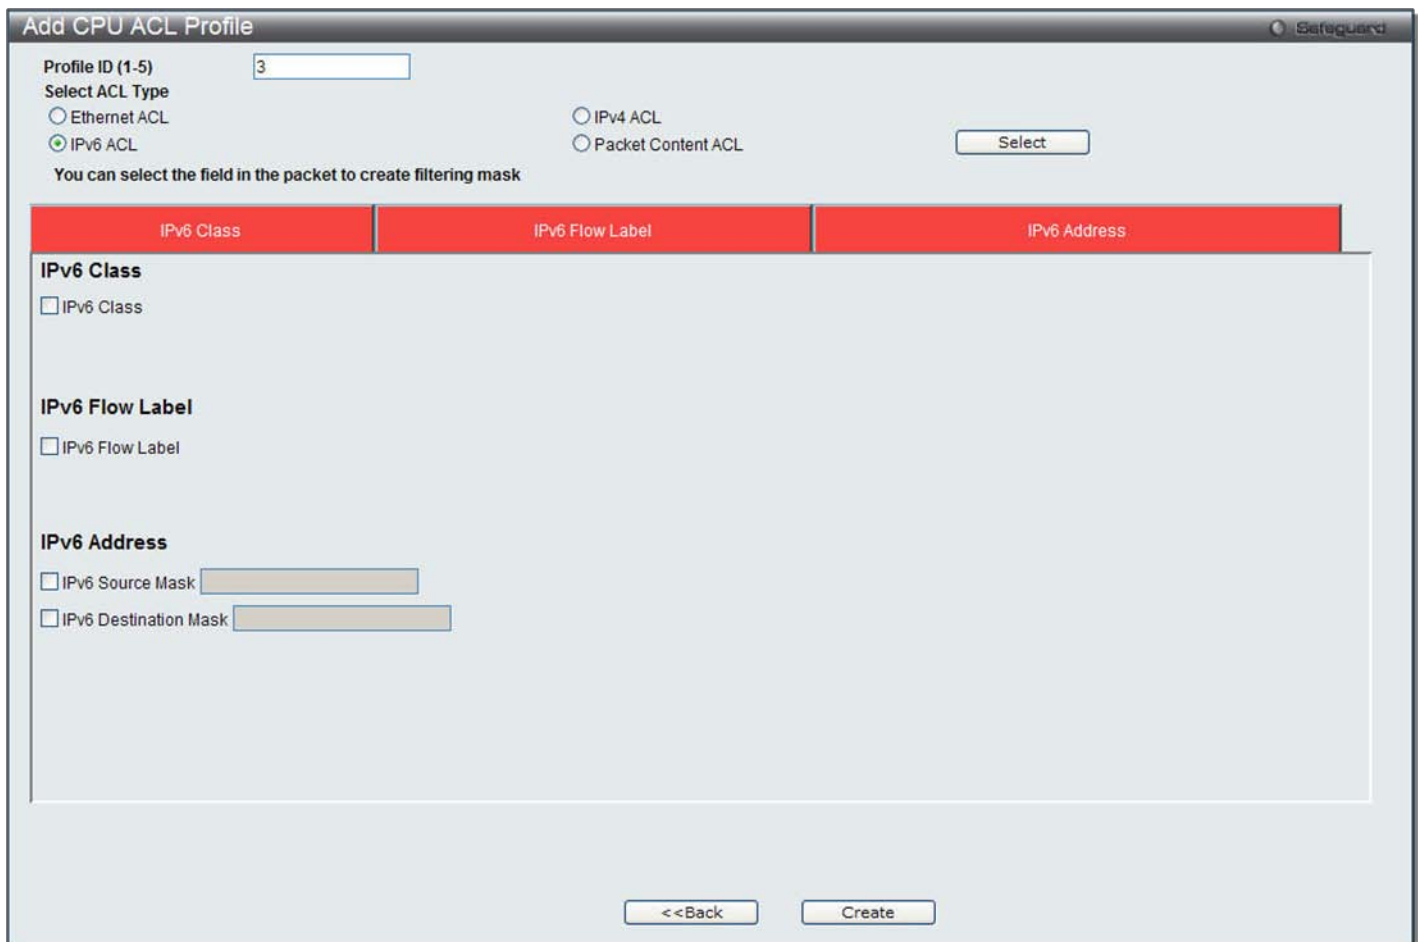 Add CPU ACL Profile
Safeguard
Profile ID (1-5) 3
Select ACL Type
Ethernet ACL
IPv4 ACL
IPv6 ACL
Packet Content ACL
Select
You can select the field in the packet to create filtering mask
IPv6 Class
IPv6 Flow Label
IPv6 Address
IPv6 Class
IPv6 Class
IPv6 Flow Label
IPv6 Flow Label
IPv6 Address
IPv6 Source Mask
IPv6 Destination Mask
<<Back
Create